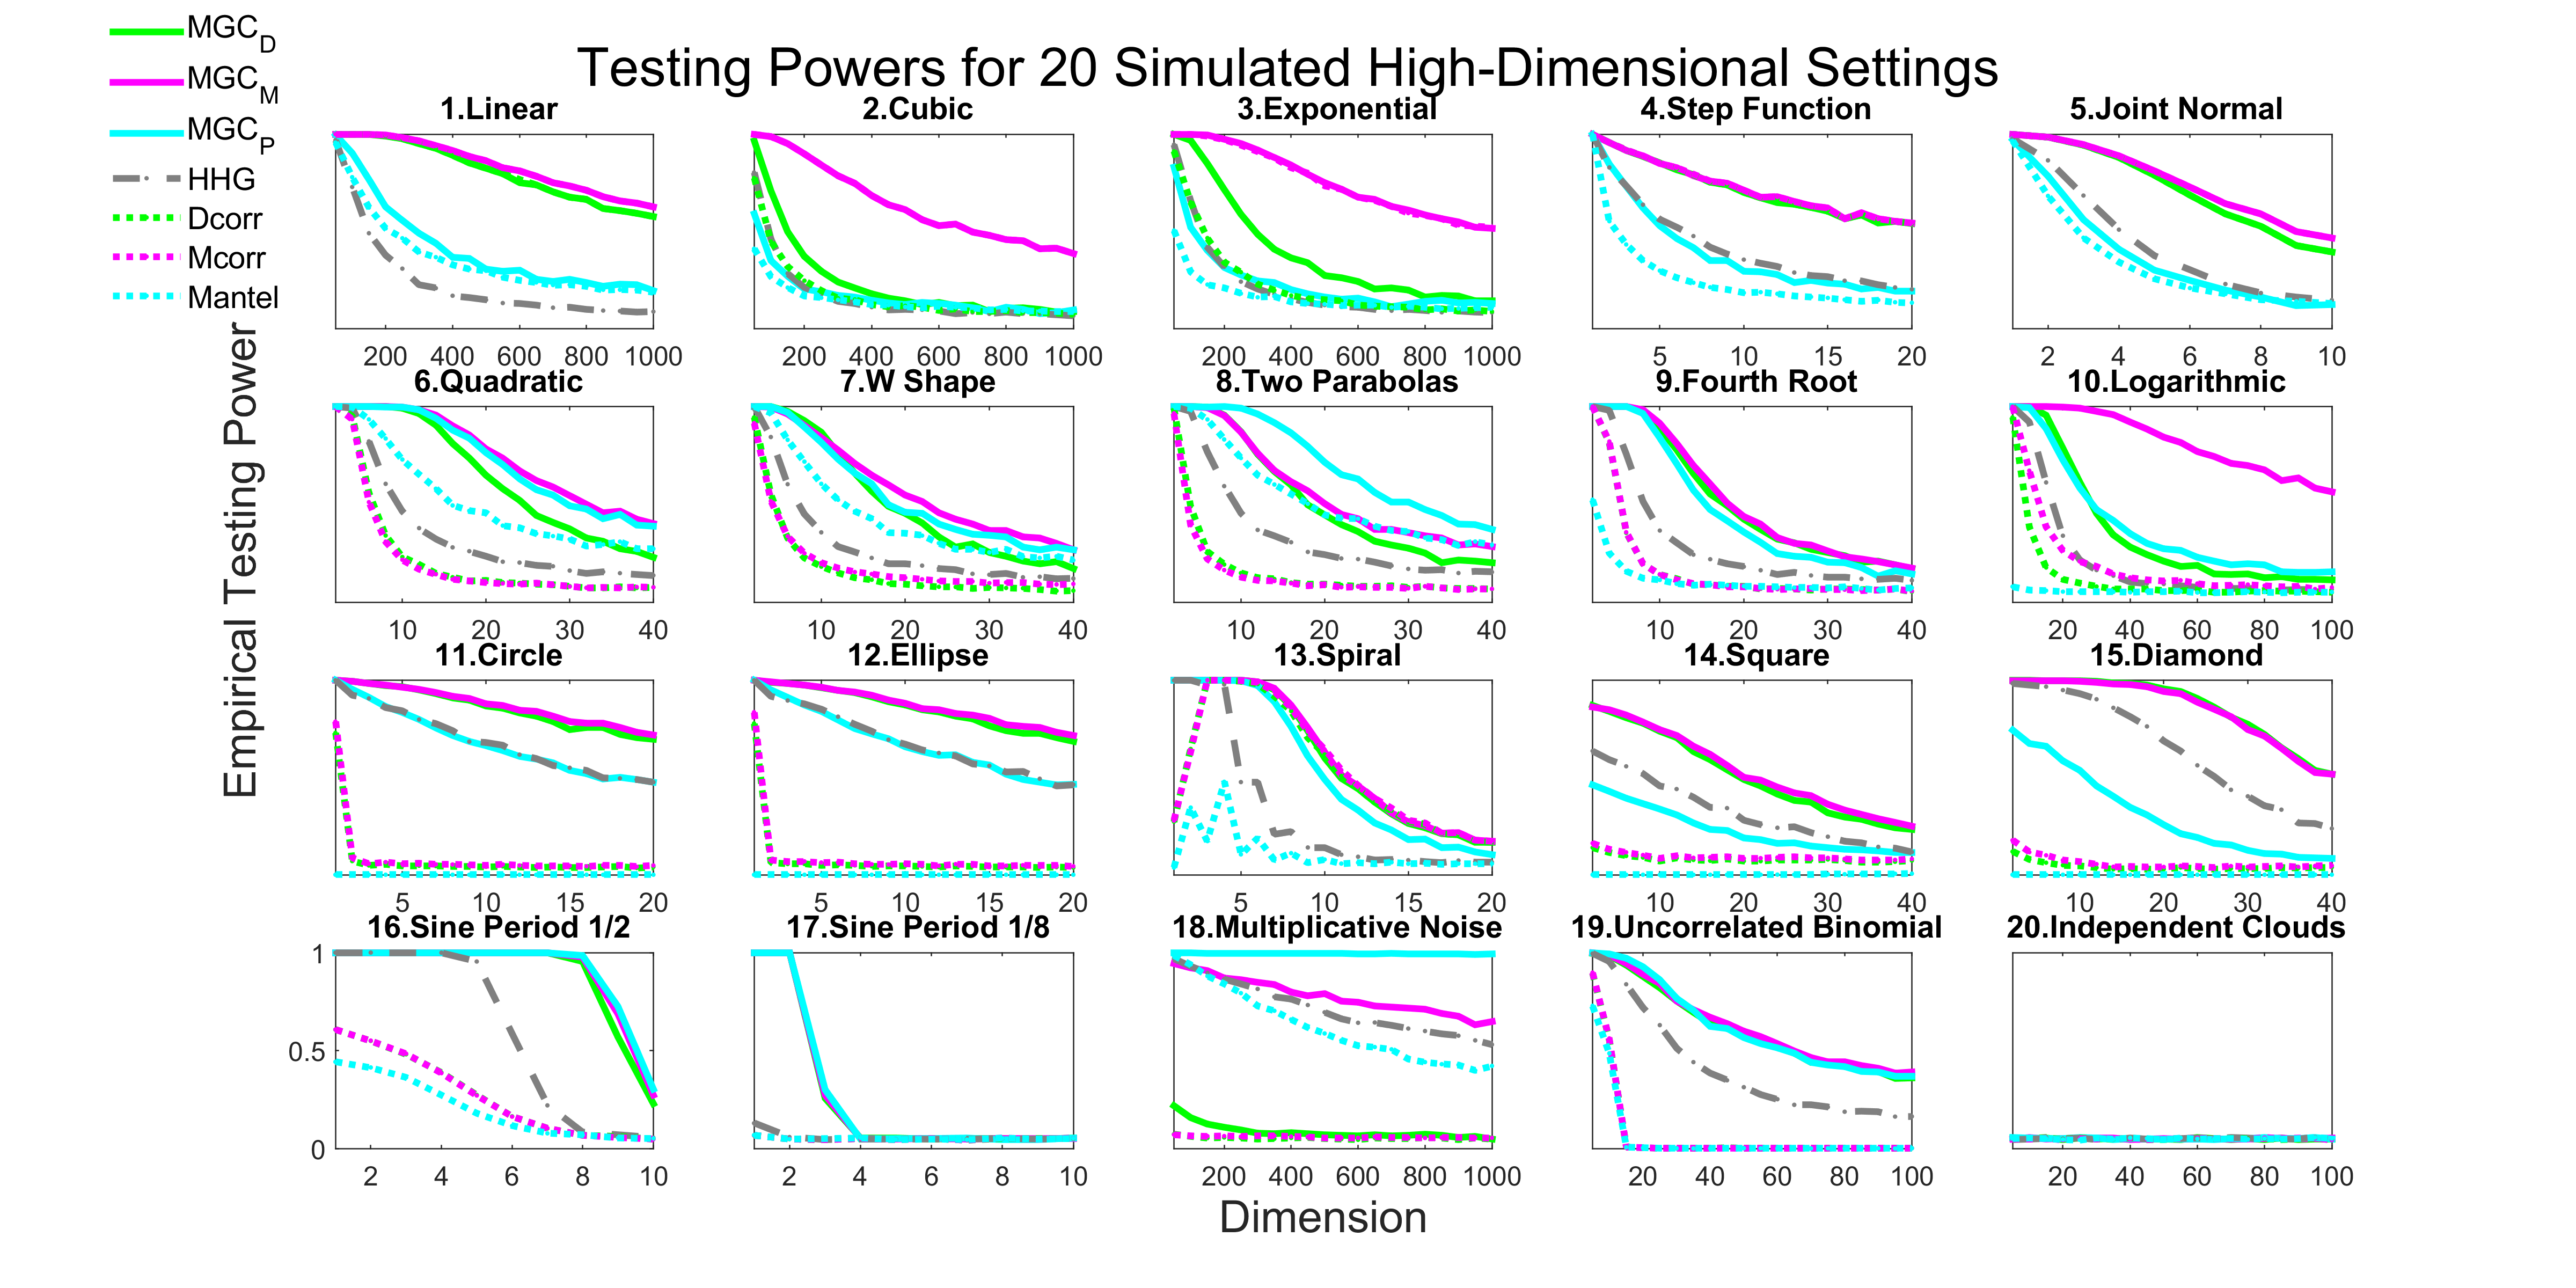 MGC_D
MGC_M
MGC_P
HHG
Dcorr
Mcorr
Mantel
Testing Powers for 20 Simulated High-Dimensional Settings
Empirical Testing Power
1.Linear
200 400 600 800 1000
2.Cubic
200 400 600 800 1000
3.Exponential
200 400 600 800 1000
4.Step Function
5 10 15 20
5.Joint Normal
2 4 6 8 10
6.Quadratic
10 20 30 40
7.W Shape
10 20 30 40
8.Two Parabolas
10 20 30 40
9.Fourth Root
10 20 30 40
10.Logarithmic
20 40 60 80 100
11.Circle
5 10 15 20
12.Ellipse
5 10 15 20
13.Spiral
5 10 15 20
14.Square
10 20 30 40
15.Diamond
10 20 30 40
16.Sine Period 1/2
1
0.5
0
2 4 6 8 10
17.Sine Period 1/8
2 4 6 8 10
18.Multiplicative Noise
200 400 600 800 1000
19.Uncorrelated Binomial
20 40 60 80 100
20.Independent Clouds
20 40 60 80 100
Dimension